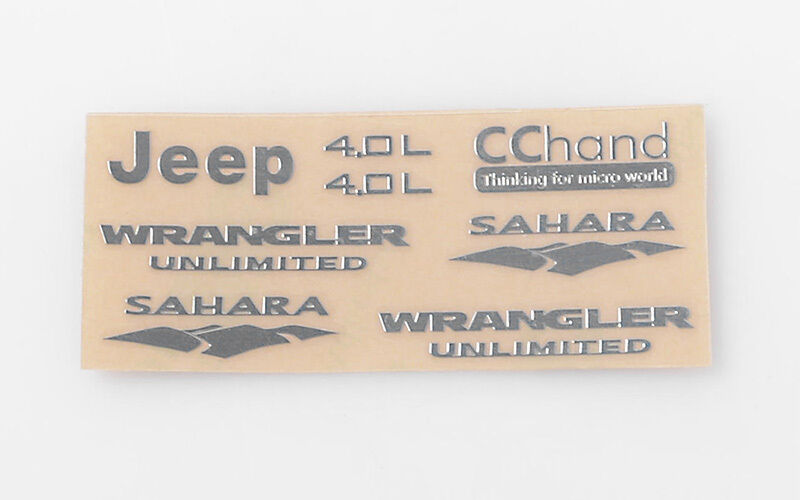 Jeep
4.0L
4.0L
CChand
Thinking for micro world
WRANGLER
UNLIMITED
SAHARA
SAHARA
WRANGLER
UNLIMITED